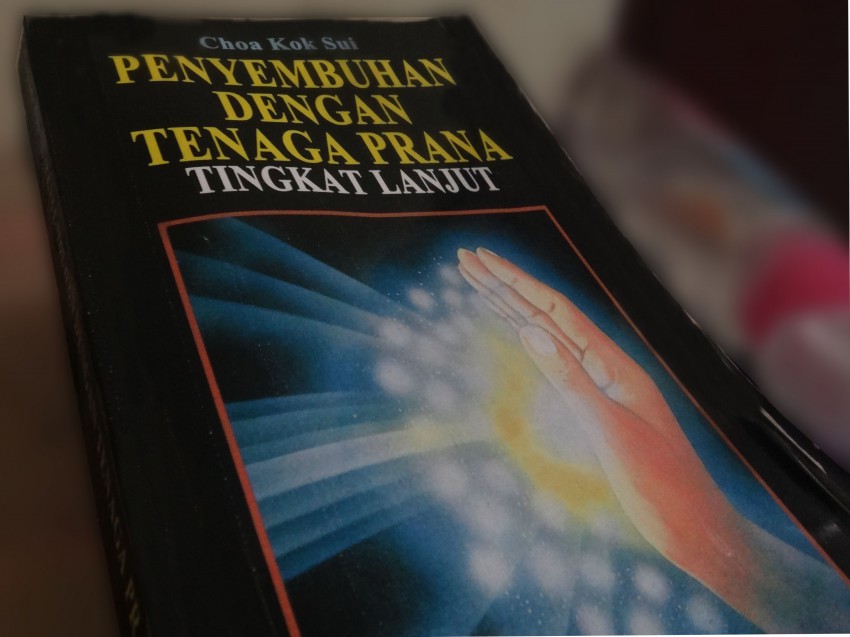 Choa Kok Sui
PENYEMBUHAN
DENGAN
TENAGA PRANA
TINGKAT LANJUT